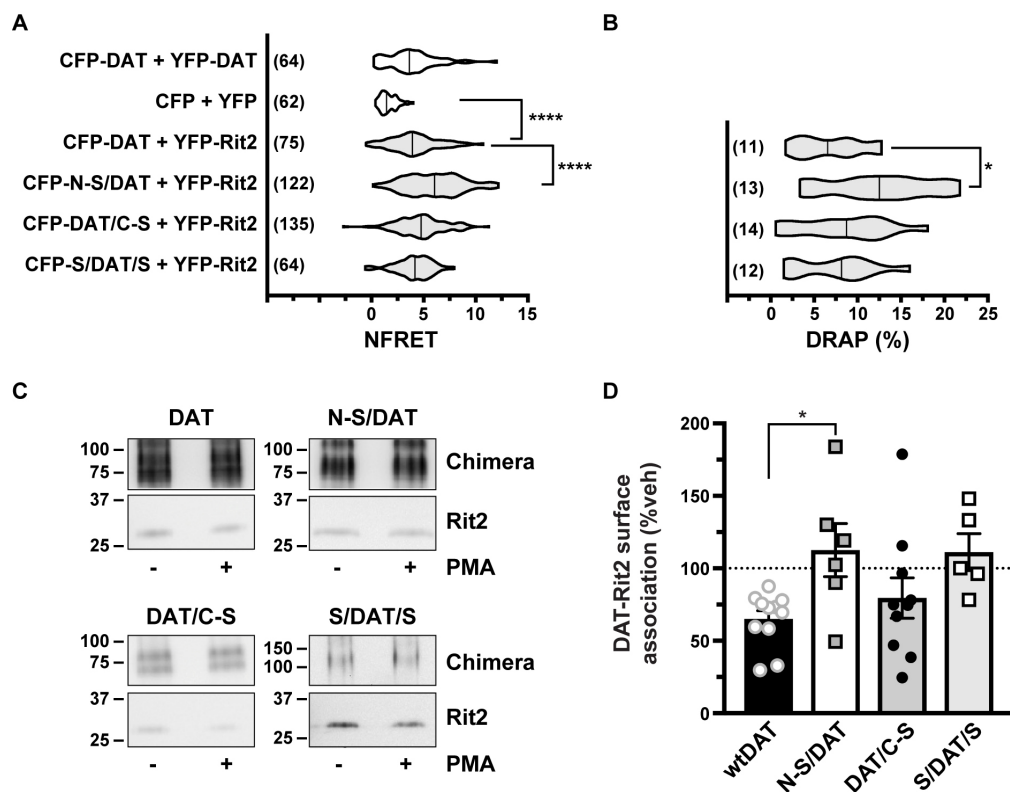 A
CFP-DAT + YFP-DAT (64)
CFP + YFP (62)
CFP-DAT + YFP-Rit2 (75)
CFP-N-S/DAT + YFP-Rit2 (122)
CFP-DAT/C-S + YFP-Rit2 (135)
CFP-S/DAT/S + YFP-Rit2 (64)
****
****
0 5 10 15
NFRET
B
(11)
(13)
(14)
(12)
*
0 5 10 15 20 25
DRAP (%)
C
DAT N-S/DAT
100 100 Chimera
75 75
37 37 Rit2
25 25
- + - + PMA
DAT/C-S S/DAT/S
100 150 Chimera
75 100
37 37 Rit2
25 25
- + - + PMA
D
DAT-Rit2 surface
association (%veh)
200
150
100
50
0
*
wtDAT
N-S/DAT
DAT/C-S
S/DAT/S